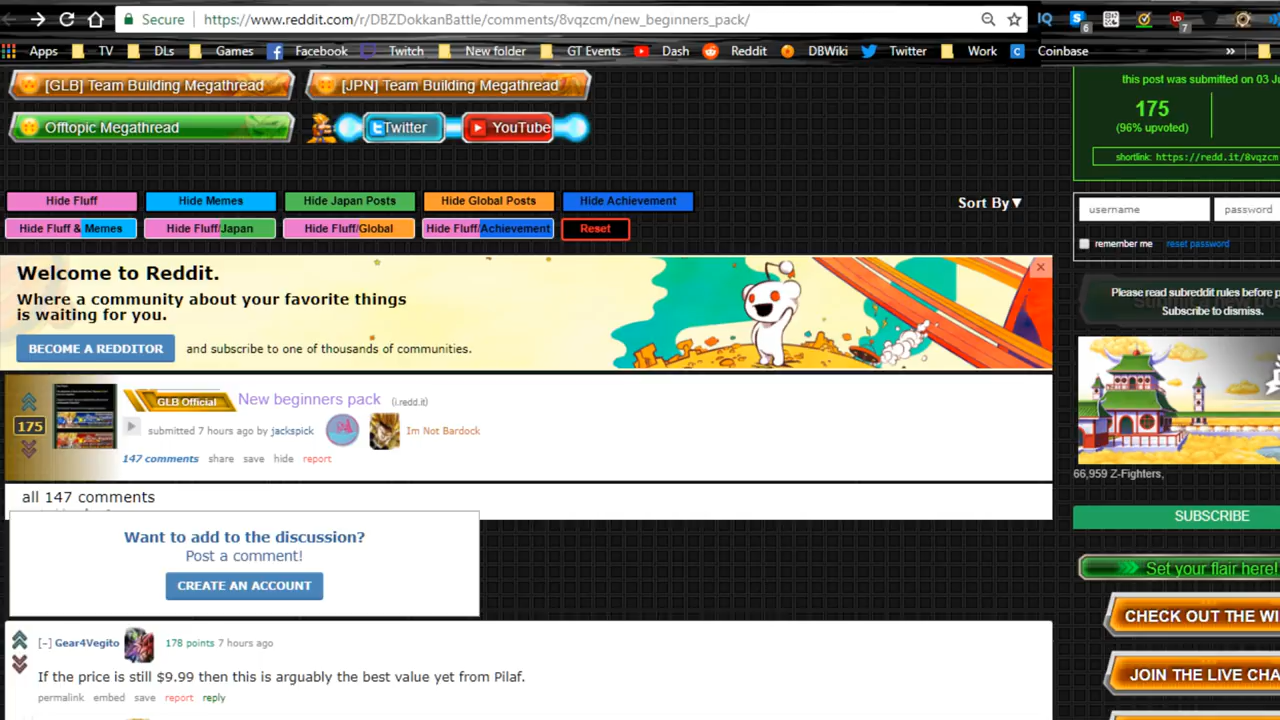 Secure https://www.reddit.com/r/DBZDokkanBattle/comments/8vqzcm/new_beginners_pack/
6
7
Apps TV DLs Games Facebook Twitch New folder GT Events Dash Reddit DBWiki Twitter Work Coinbase »
[GLB] Team Building Megathread [JPN] Team Building Megathread
Offtopic Megathread Twitter YouTube
this post was submitted on 03
175
(96% upvoted)
shortlink: https://redd.it/8vqzcm
Hide Fluff Hide Memes Hide Japan Posts Hide Global Posts Hide Achievement
Sort By▼
Hide Fluff & Memes Hide Fluff/Japan Hide Fluff/Global Hide Fluff/Achievement Reset
username password
remember me reset password
Welcome to Reddit.
Where a community about your favorite things
is waiting for you.
BECOME A REDDITOR and subscribe to one of thousands of communities.
Please read subreddit rules before
Subscribe to dismiss.
175
GLB Official New beginners pack (i.redd.it)
submitted 7 hours ago by jackspick Im Not Bardock
147 comments share save hide report
66,959 Z-Fighters,
all 147 comments
SUBSCRIBE
Want to add to the discussion?
Post a comment!
CREATE AN ACCOUNT
Set your flair here!
CHECK OUT THE
JOIN THE LIVE
[–] Gear4Vegito 178 points 7 hours ago
If the price is still $9.99 then this is arguably the best value yet from Pilaf.
permalink embed save report reply